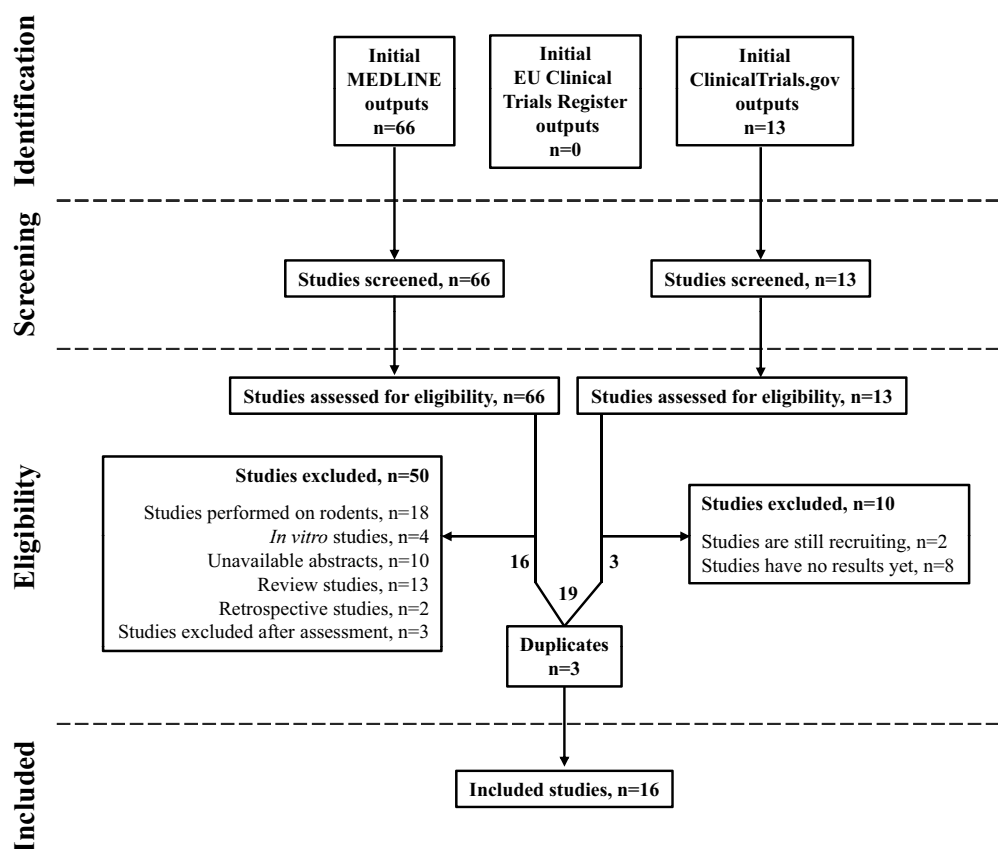 Identification
Initial
MEDLINE
outputs
n=66
Initial
EU Clinical
Trials Register
outputs
n=0
Initial
ClinicalTrials.gov
outputs
n=13
Screening
Studies screened, n=66
Studies screened, n=13
Eligibility
Studies assessed for eligibility, n=66
Studies assessed for eligibility, n=13
Studies excluded, n=50
Studies performed on rodents, n=18
In vitro studies, n=4
Unavailable abstracts, n=10
Review studies, n=13
Retrospective studies, n=2
Studies excluded after assessment, n=3
16
3
19
Studies excluded, n=10
Studies are still recruiting, n=2
Studies have no results yet, n=8
Duplicates
n=3
Included
Included studies, n=16